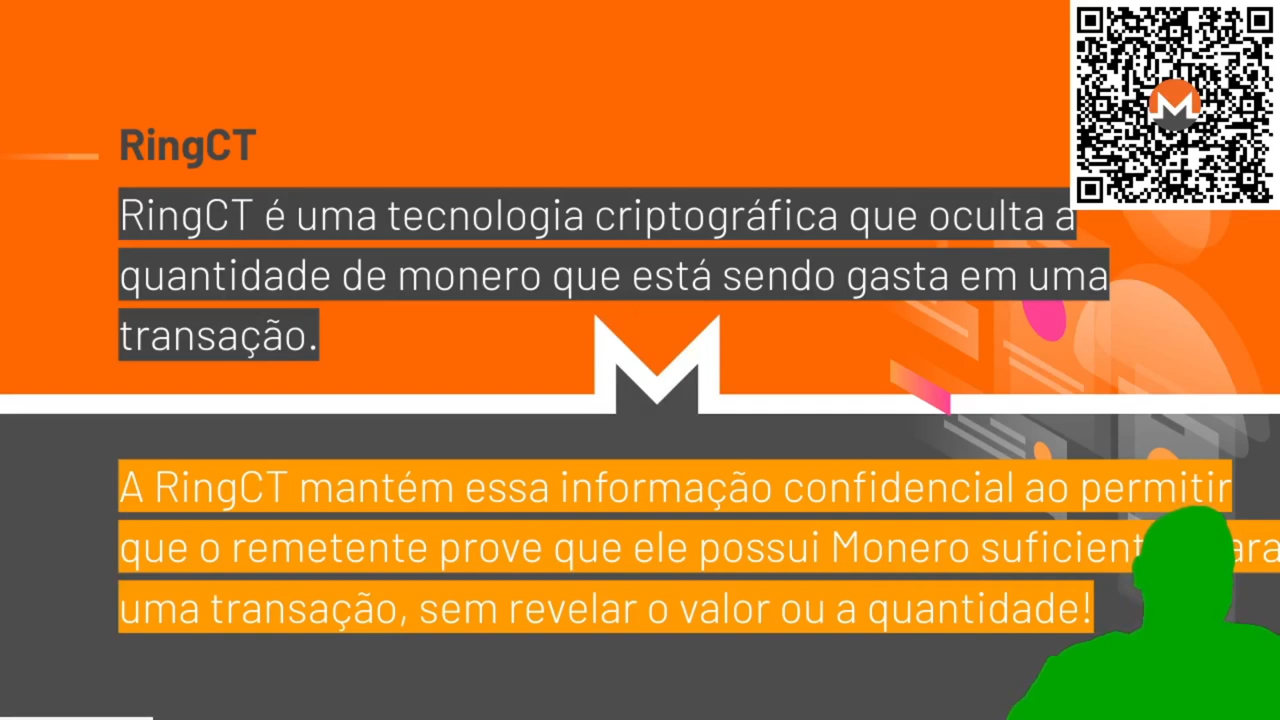 RingCT
RingCT é uma tecnologia criptográfica que oculta a
quantidade de monero que está sendo gasta em uma
transação.
A RingCT mantém essa informação confidencial ao permitir
que o remetente prove que ele possui Monero
uma transação, sem revelar o valor ou a quantidade!